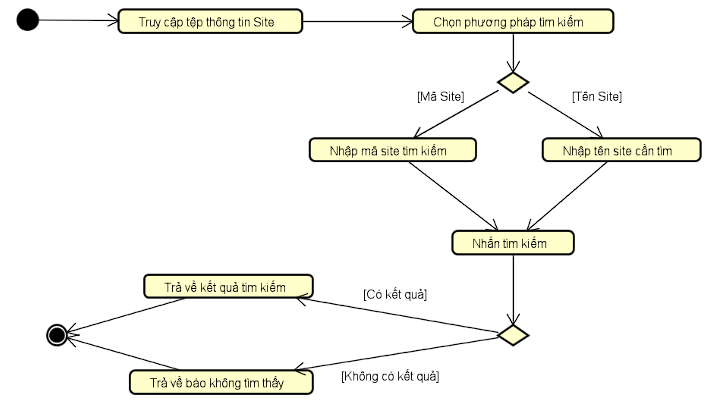 Truy cập tệp thông tin Site
Chọn phương pháp tìm kiếm
[Mã Site]
[Tên Site]
Nhập mã site tìm kiếm
Nhập tên site cần tìm
Nhấn tìm kiếm
Trả về kết quả tìm kiếm
[Có kết quả]
[Không có kết quả]
Trả về báo không tìm thấy